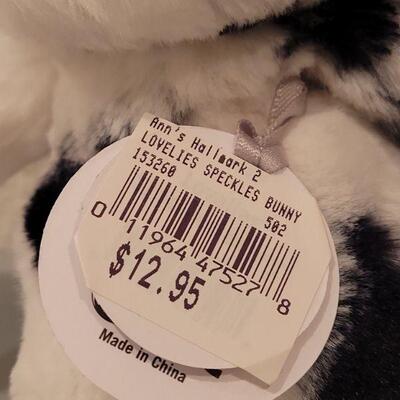 Ann's Hallmark 2
LOVELIES SPECKLES BUNNY
153260 502
0 11964 47527 8
$12.95
Made in China